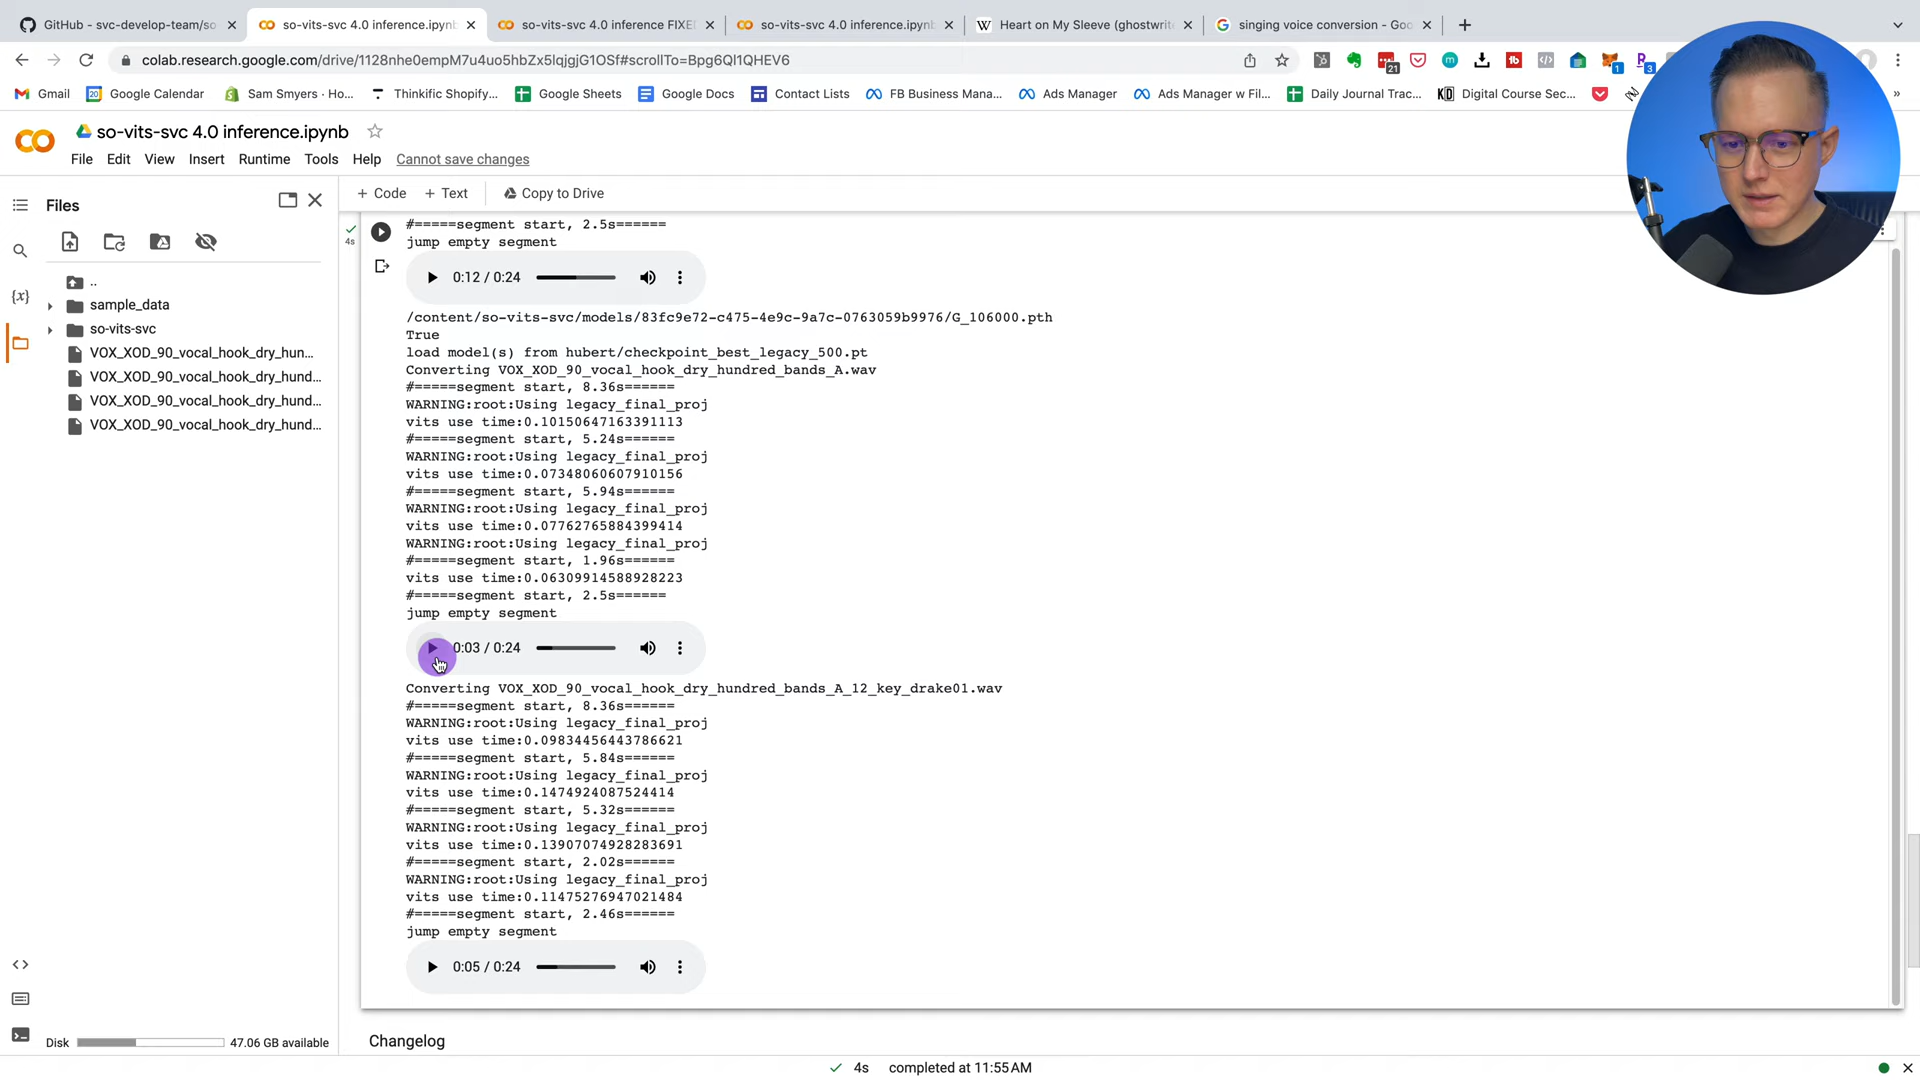 GitHub - svc-develop-team/so
so-vits-svc 4.0 inference.ipynb
so-vits-svc 4.0 inference FIXE
so-vits-svc 4.0 inference.ipynb
Heart on My Sleeve (ghostwrite
singing voice conversion - Goo
colab.research.google.com/drive/1128nhe0empM7u4uo5hbZx5lqjgjG1OSf#scrollTo=Bpg6Ql1QHEV6
21
1
3
Gmail
Google Calendar
Sam Smyers - Ho...
Thinkific Shopify...
Google Sheets
Google Docs
Contact Lists
FB Business Mana...
Ads Manager
Ads Manager w Fil...
Daily Journal Trac...
Digital Course Sec...
»
so-vits-svc 4.0 inference.ipynb
File Edit View Insert Runtime Tools Help Cannot save changes
Files
+ Code + Text Copy to Drive
..
sample_data
so-vits-svc
VOX_XOD_90_vocal_hook_dry_hun...
VOX_XOD_90_vocal_hook_dry_hund...
VOX_XOD_90_vocal_hook_dry_hund...
VOX_XOD_90_vocal_hook_dry_hund...
Disk 47.06 GB available
4s
#=====segment start, 2.5s======
jump empty segment
0:12 / 0:24
/content/so-vits-svc/models/83fc9e72-c475-4e9c-9a7c-0763059b9976/G_106000.pth
True
load model(s) from hubert/checkpoint_best_legacy_500.pt
Converting VOX_XOD_90_vocal_hook_dry_hundred_bands_A.wav
#=====segment start, 8.36s======
WARNING:root:Using legacy_final_proj
vits use time:0.10150647163391113
#=====segment start, 5.24s======
WARNING:root:Using legacy_final_proj
vits use time:0.07348060607910156
#=====segment start, 5.94s======
WARNING:root:Using legacy_final_proj
vits use time:0.07762765884399414
WARNING:root:Using legacy_final_proj
#=====segment start, 1.96s======
vits use time:0.06309914588928223
#=====segment start, 2.5s======
jump empty segment
0:03 / 0:24
Converting VOX_XOD_90_vocal_hook_dry_hundred_bands_A_12_key_drake01.wav
#=====segment start, 8.36s======
WARNING:root:Using legacy_final_proj
vits use time:0.09834456443786621
#=====segment start, 5.84s======
WARNING:root:Using legacy_final_proj
vits use time:0.1474924087524414
#=====segment start, 5.32s======
WARNING:root:Using legacy_final_proj
vits use time:0.13907074928283691
#=====segment start, 2.02s======
WARNING:root:Using legacy_final_proj
vits use time:0.11475276947021484
#=====segment start, 2.46s======
jump empty segment
0:05 / 0:24
Changelog
4s completed at 11:55 AM